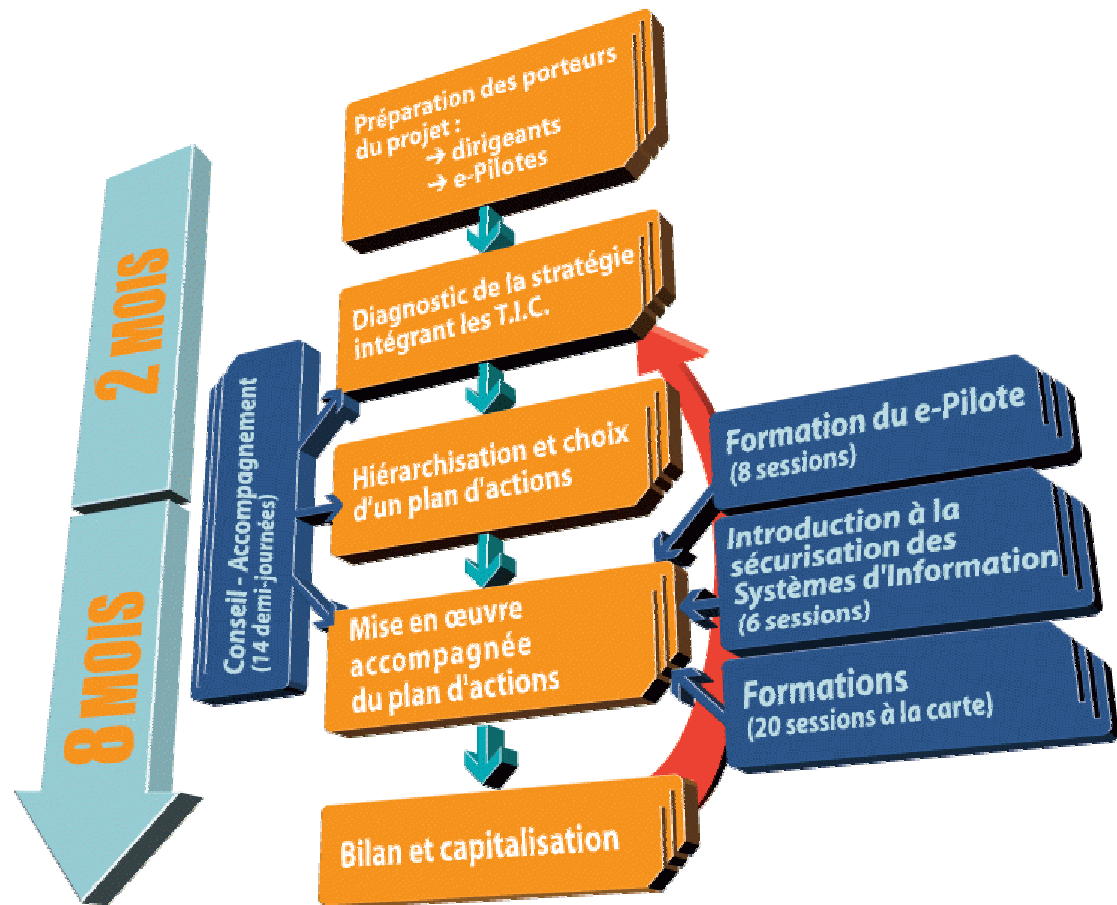 Préparation des porteurs
du projet :
→ dirigeants
→ e-Pilotes
2 MOIS
Diagnostic de la stratégie
intégrant les T.I.C.
Conseil - Accompagnement
(14 demi-journées)
Hiérarchisation et choix
d'un plan d'actions
Formation du e-Pilote
(8 sessions)
Introduction à la
sécurisation des
Systèmes d'Information
(6 sessions)
8 MOIS
Mise en œuvre
accompagnée
du plan d'actions
Formations
(20 sessions à la carte)
Bilan et capitalisation